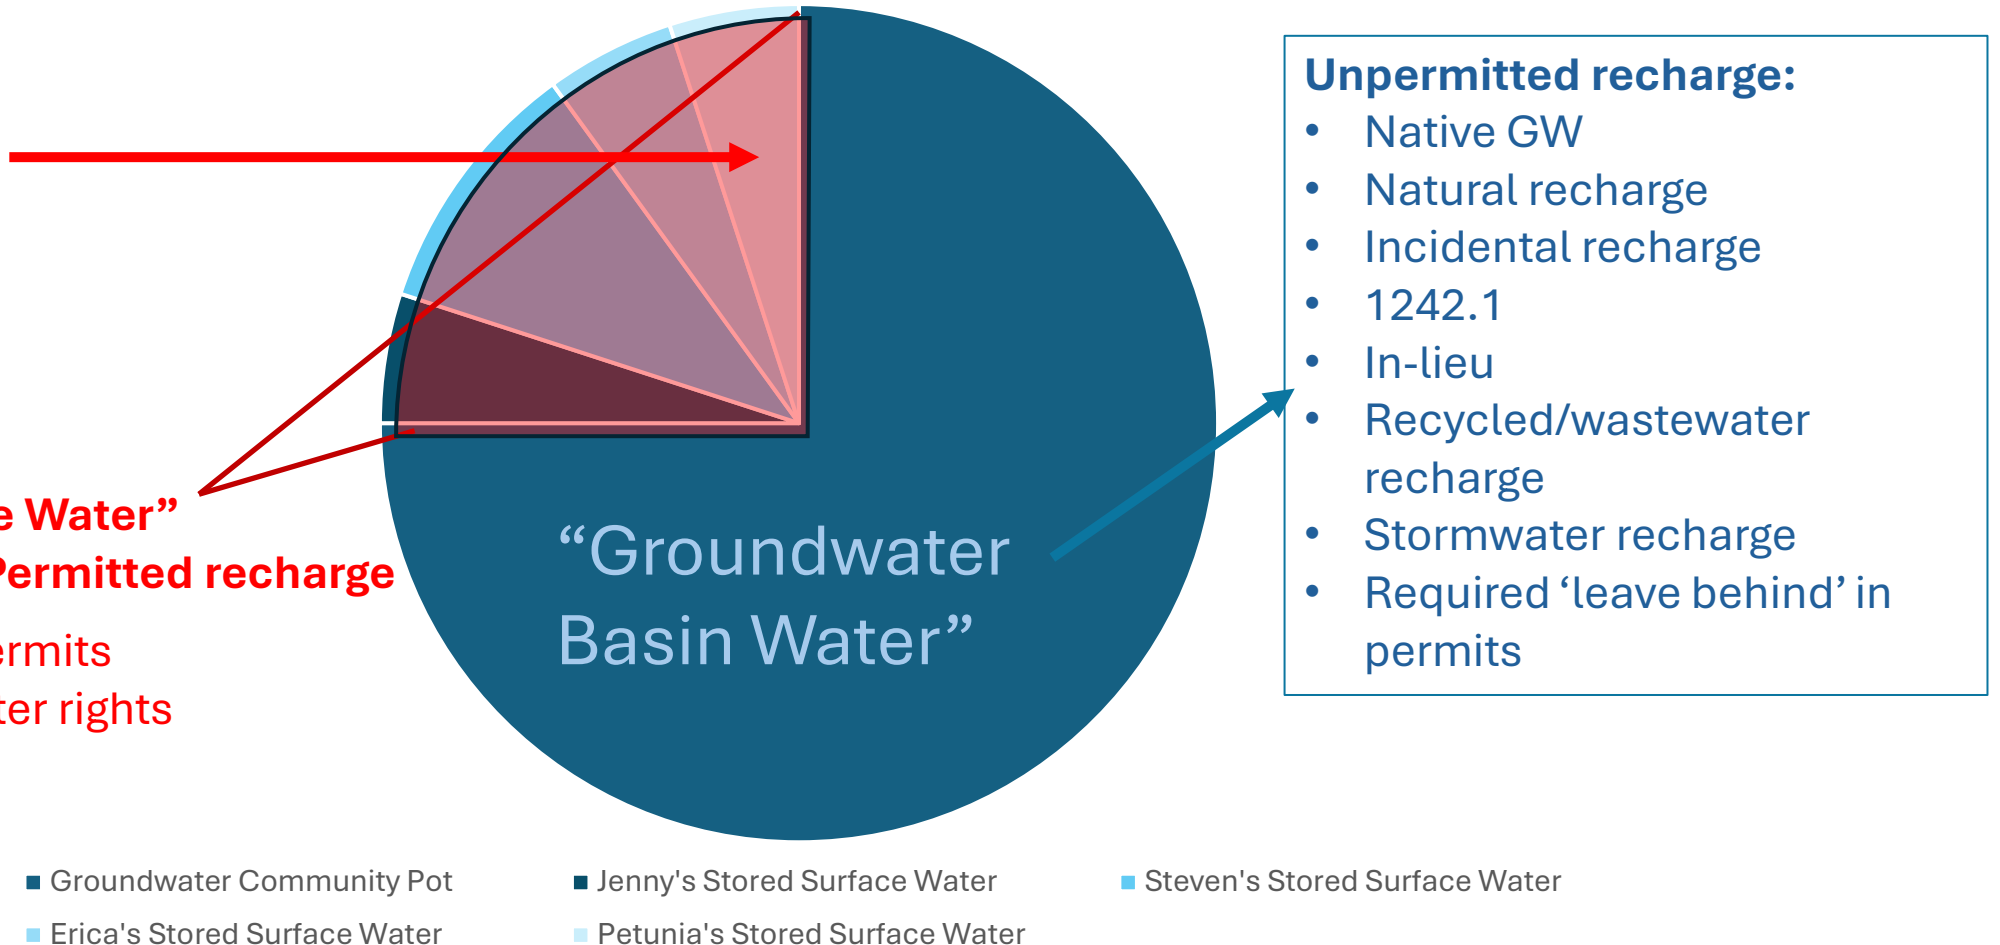 Unpermitted recharge:
• Native GW
• Natural recharge
• Incidental recharge
• 1242.1
• In-lieu
• Recycled/wastewater
recharge
• Stormwater recharge
• Required ‘leave behind’ in
permits
e Water”
Permitted recharge
ermits
ter rights
“Groundwater
Basin Water”
Groundwater Community Pot
Jenny's Stored Surface Water
Steven's Stored Surface Water
Erica's Stored Surface Water
Petunia's Stored Surface Water